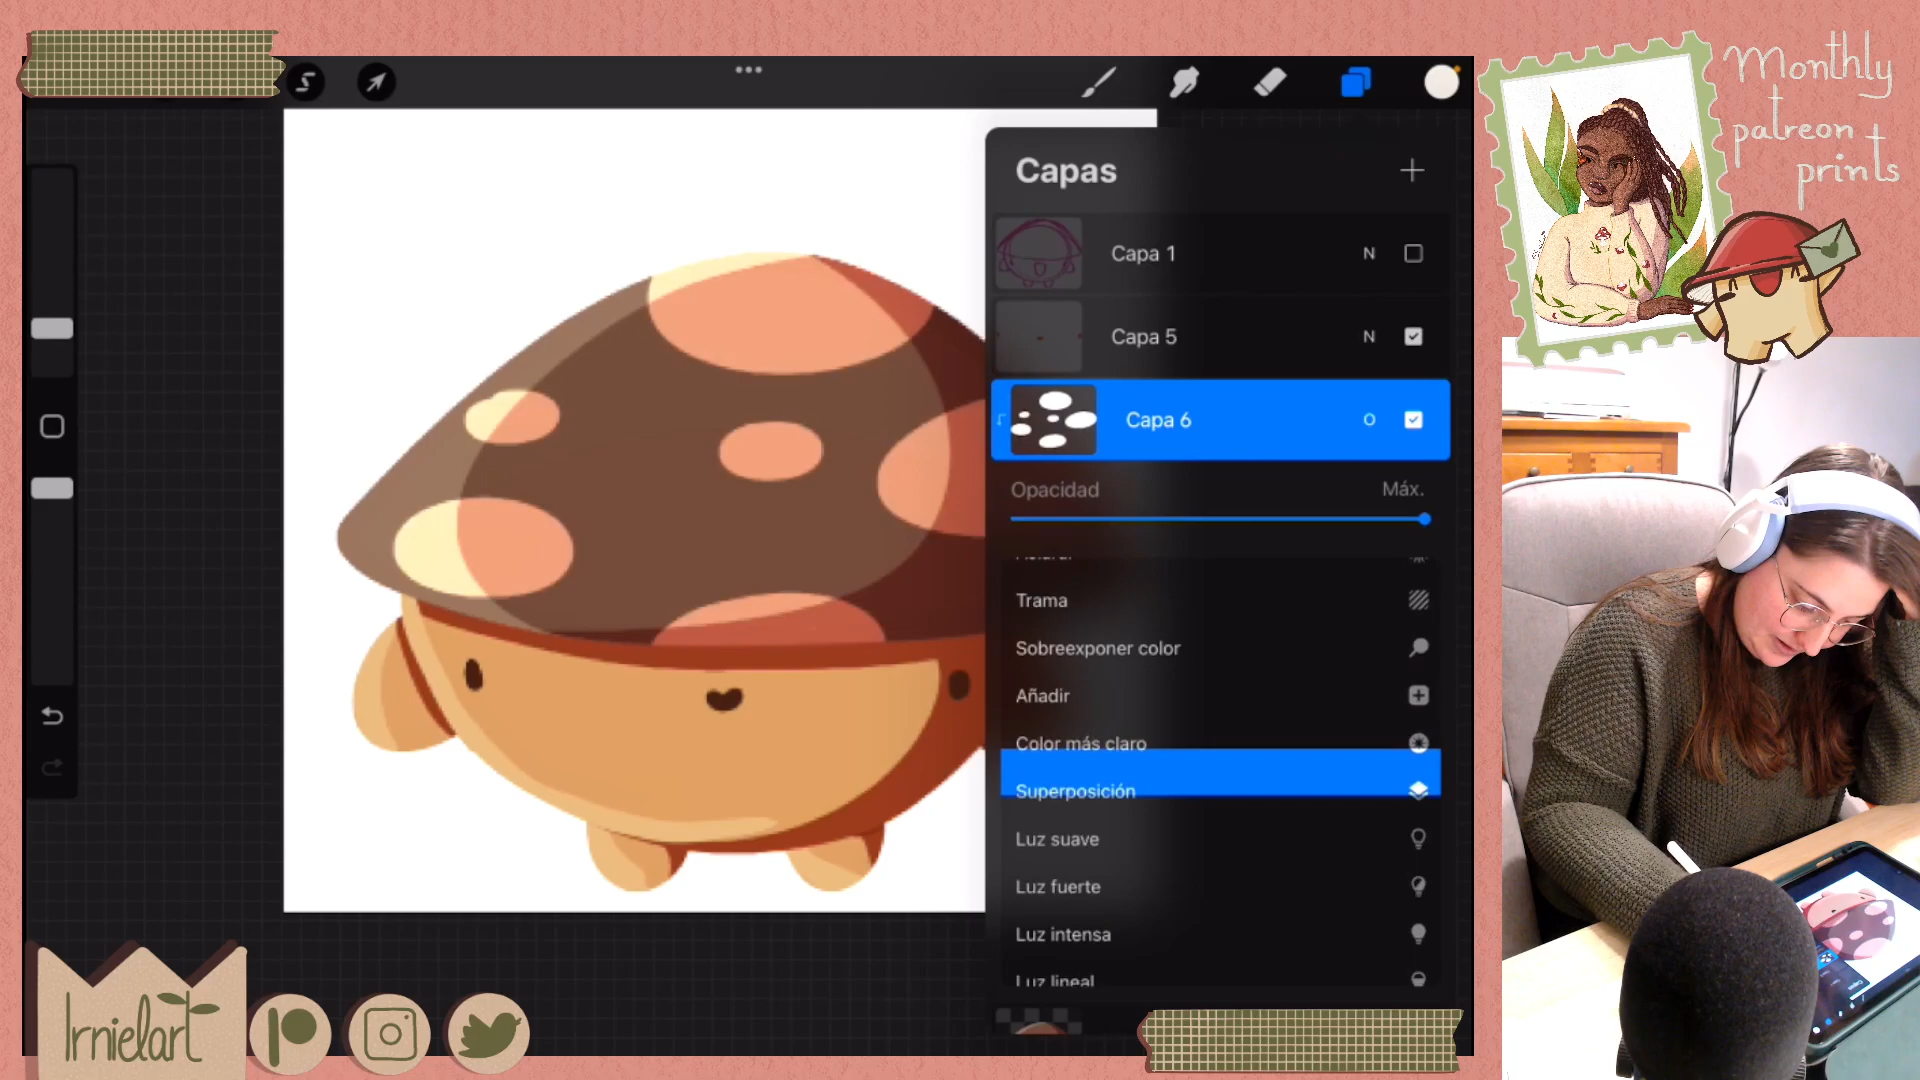 Monthly
patreon
prints
Capas
Capa 1
N
Capa 5
N
Capa 6
O
Opacidad
Máx.
Trama
Sobreexponer color
Añadir
Color más claro
Superposición
Luz suave
Luz fuerte
Luz intensa
Luz lineal
Irnielart